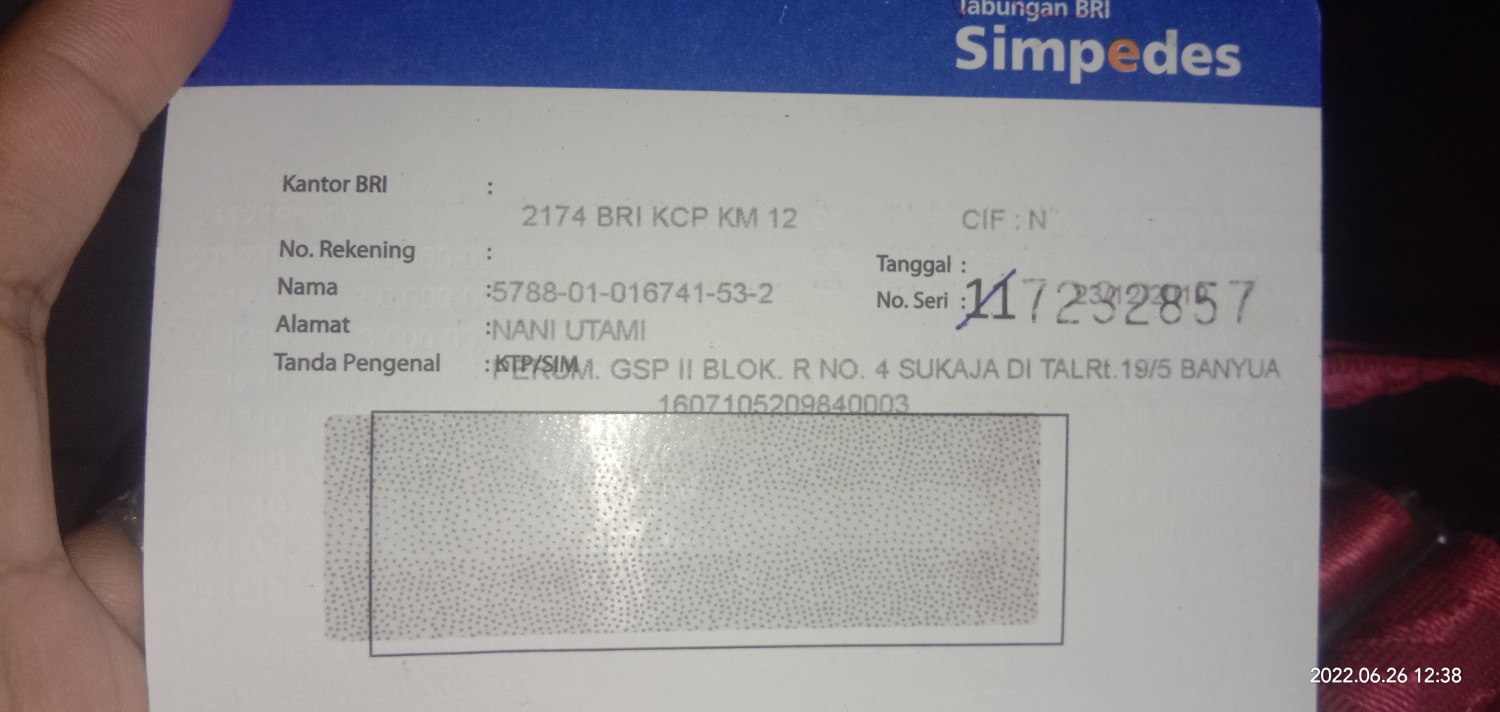 Tabungan BRI
Simpedes
Kantor BRI :
2174 BRI KCP KM 12 CIF : N
No. Rekening :
Tanggal :
Nama :5788-01-016741-53-2
No. Seri : 117232857
Alamat :NANI UTAMI
Tanda Pengenal : KTP/SIM PERUM. GSP II BLOK. R NO. 4 SUKAJA DI TALRt.19/5 BANYUA
1607105209840003
2022.06.26 12:38